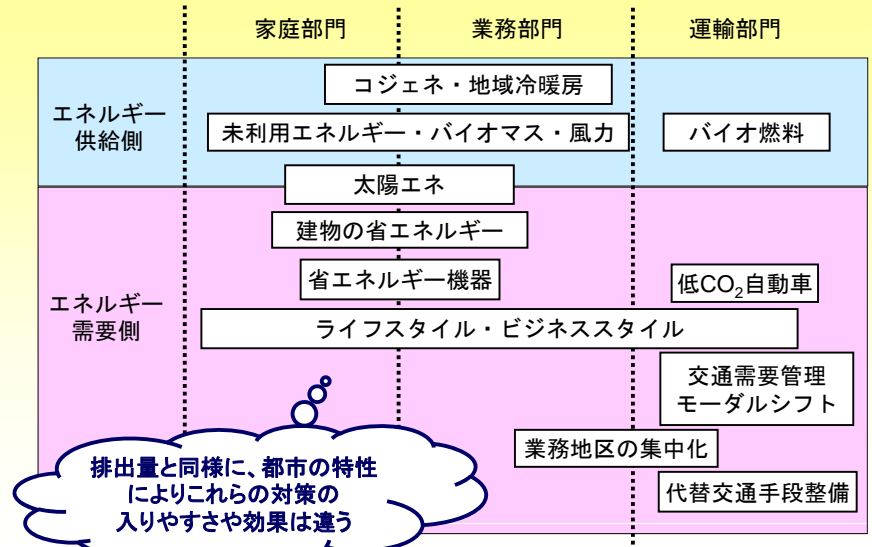 家庭部門
業務部門
運輸部門
エネルギー
供給側
コジェネ・地域冷暖房
未利用エネルギー・バイオマス・風力
バイオ燃料
太陽エネ
建物の省エネルギー
エネルギー
需要側
省エネルギー機器
低CO₂自動車
ライフスタイル・ビジネススタイル
交通需要管理
モーダルシフト
業務地区の集中化
代替交通手段整備
排出量と同様に、都市の特性
によりこれらの対策の
入りやすさや効果は違う